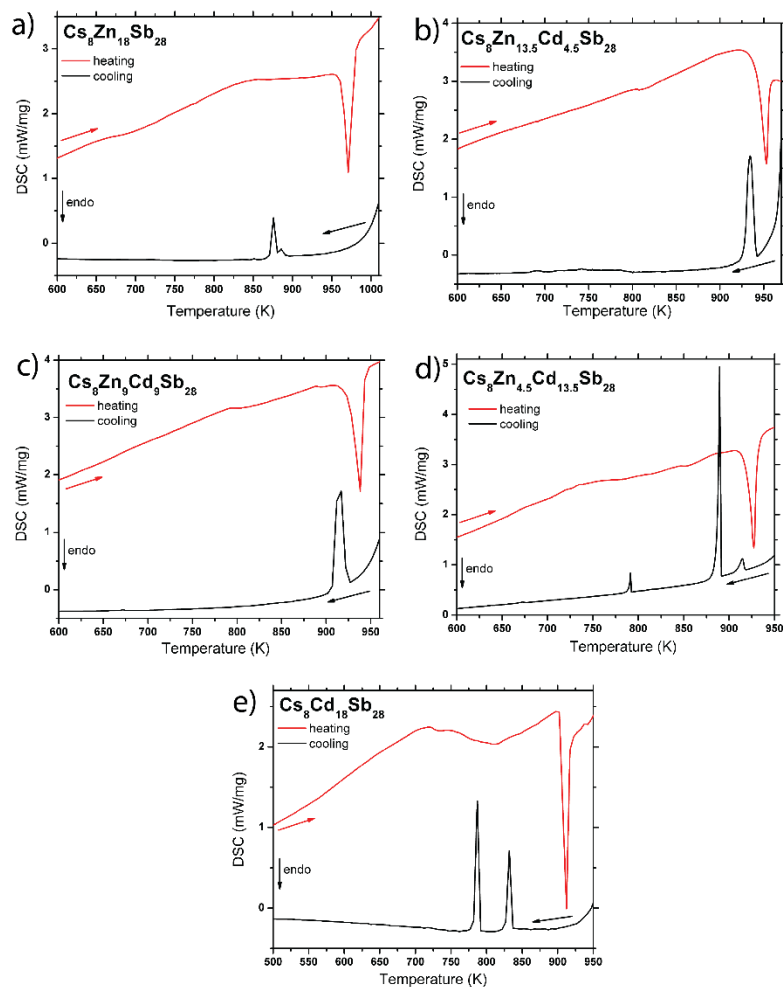 a)
Cs8Zn18Sb28
heating
cooling
endo
DSC (mW/mg)
3
2
1
0
600 650 700 750 800 850 900 950 1000
Temperature (K)
b)
Cs8Zn13.5Cd4.5Sb28
heating
cooling
endo
DSC (mW/mg)
4
3
2
1
0
600 650 700 750 800 850 900 950
Temperature (K)
c)
Cs8Zn9Cd9Sb28
heating
cooling
endo
DSC (mW/mg)
4
3
2
1
0
600 650 700 750 800 850 900 950
Temperature (K)
d)
Cs8Zn4.5Cd13.5Sb28
heating
cooling
endo
DSC (mW/mg)
5
4
3
2
1
0
600 650 700 750 800 850 900 950
Temperature (K)
e)
Cs8Cd18Sb28
heating
cooling
endo
DSC (mW/mg)
2
1
0
500 550 600 650 700 750 800 850 900 950
Temperature (K)